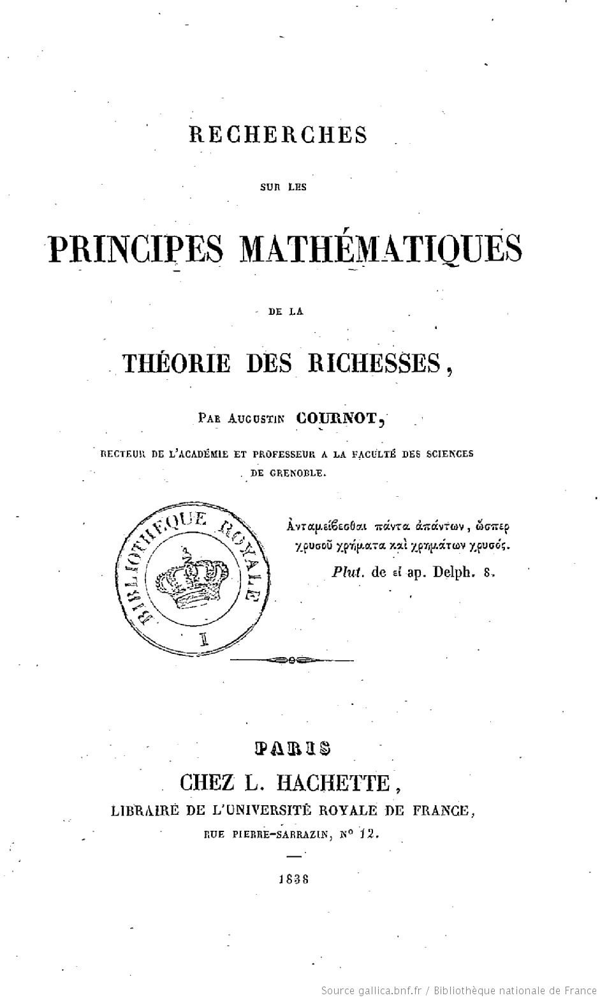 RECHERCHES
SUR LES
PRINCIPES MATHÉMATIQUES
DE LA
THÉORIE DES RICHESSES,
PAR AUGUSTIN COURNOT,
RECTEUR DE L'ACADÉMIE ET PROFESSEUR A LA FACULTÉ DES SCIENCES
DE GRENOBLE.
BIBLIOTHEQUE ROYALE
I
Ἀνταμείϐεσθαι πάντα ἁπάντων, ὥσπερ
χρυσοῦ χρήματα καὶ χρημάτων χρυσός.
Plut. de εἰ ap. Delph. 8.
PARIS
CHEZ L. HACHETTE,
LIBRAIRE DE L'UNIVERSITÉ ROYALE DE FRANCE,
RUE PIERRE-SARRAZIN, Nº 12.
1838
Source gallica.bnf.fr / Bibliothèque nationale de France